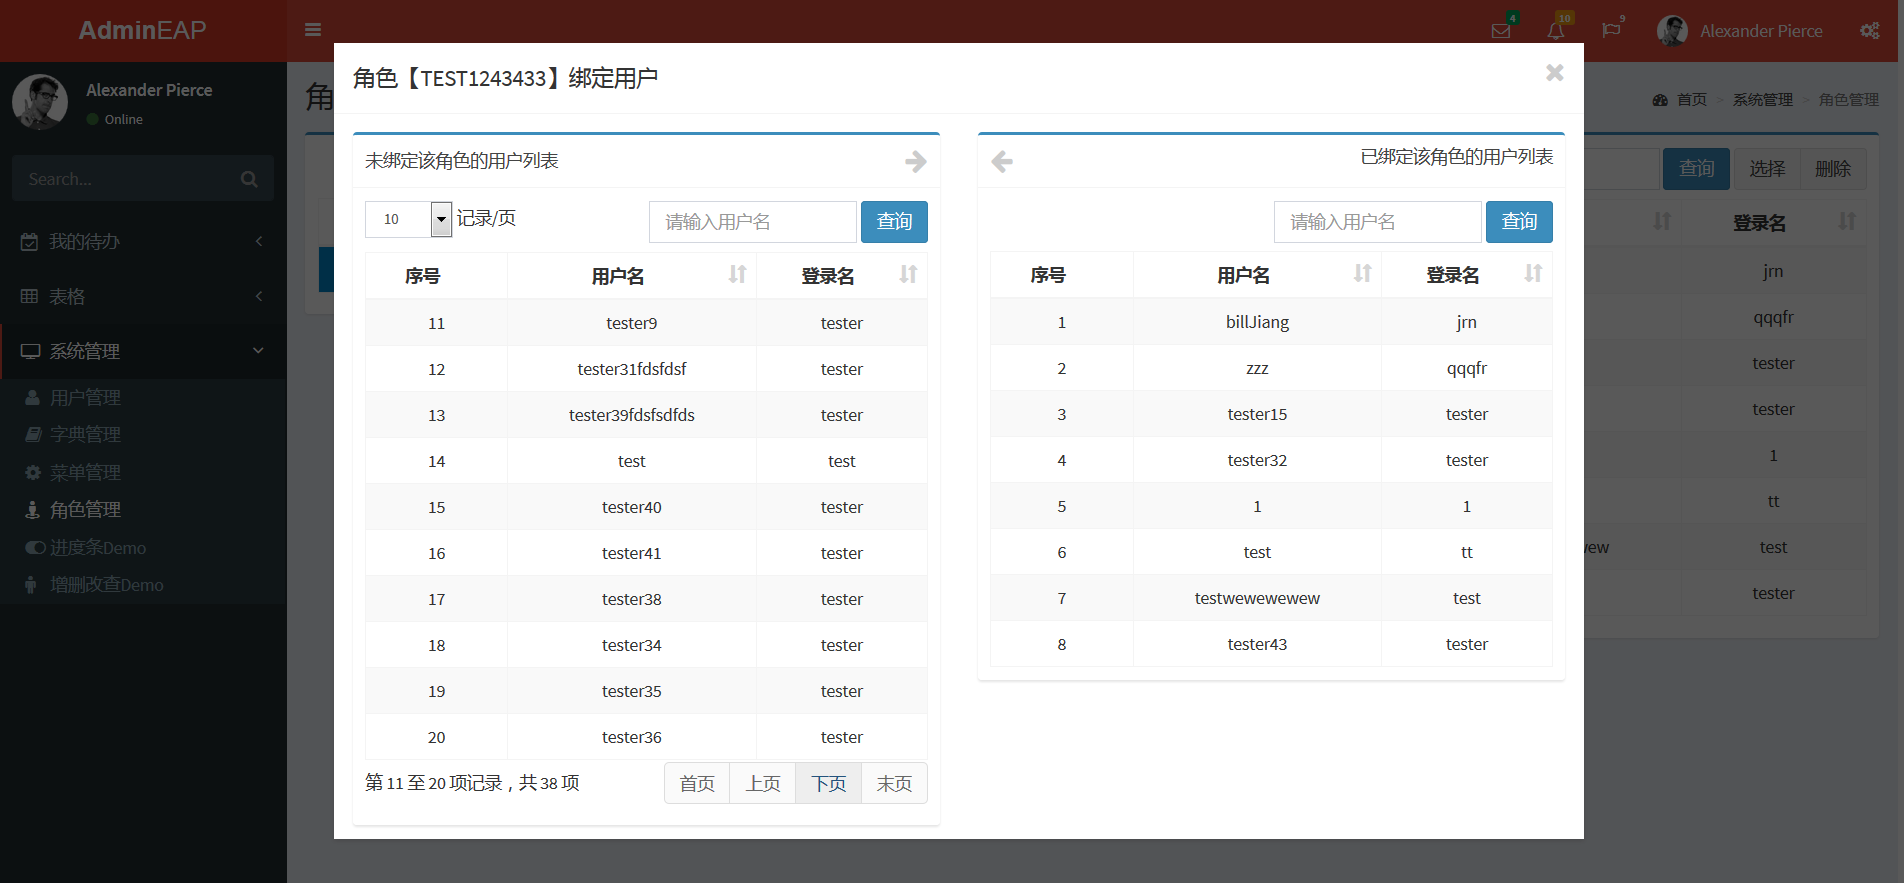 AdminEAP
4
10
9
Alexander Pierce
Alexander Pierce
Online
Search...
我的待办
表格
系统管理
用户管理
字典管理
菜单管理
角色管理
进度条Demo
增删改查Demo
角
首页 > 系统管理 > 角色管理
角色【TEST1243433】绑定用户
×
未绑定该角色的用户列表
10 记录/页 请输入用户名 查询
序号 用户名 登录名
11 tester9 tester
12 tester31fdsfdsf tester
13 tester39fdsfsdfds tester
14 test test
15 tester40 tester
16 tester41 tester
17 tester38 tester
18 tester34 tester
19 tester35 tester
20 tester36 tester
第 11 至 20 项记录，共 38 项 首页 上页 下页 末页
已绑定该角色的用户列表
请输入用户名 查询
序号 用户名 登录名
1 billJiang jrn
2 zzz qqqfr
3 tester15 tester
4 tester32 tester
5 1 1
6 test tt
7 testwewewewew test
8 tester43 tester
查询 选择 删除
登录名
jrn
qqqfr
tester
tester
1
tt
test
tester